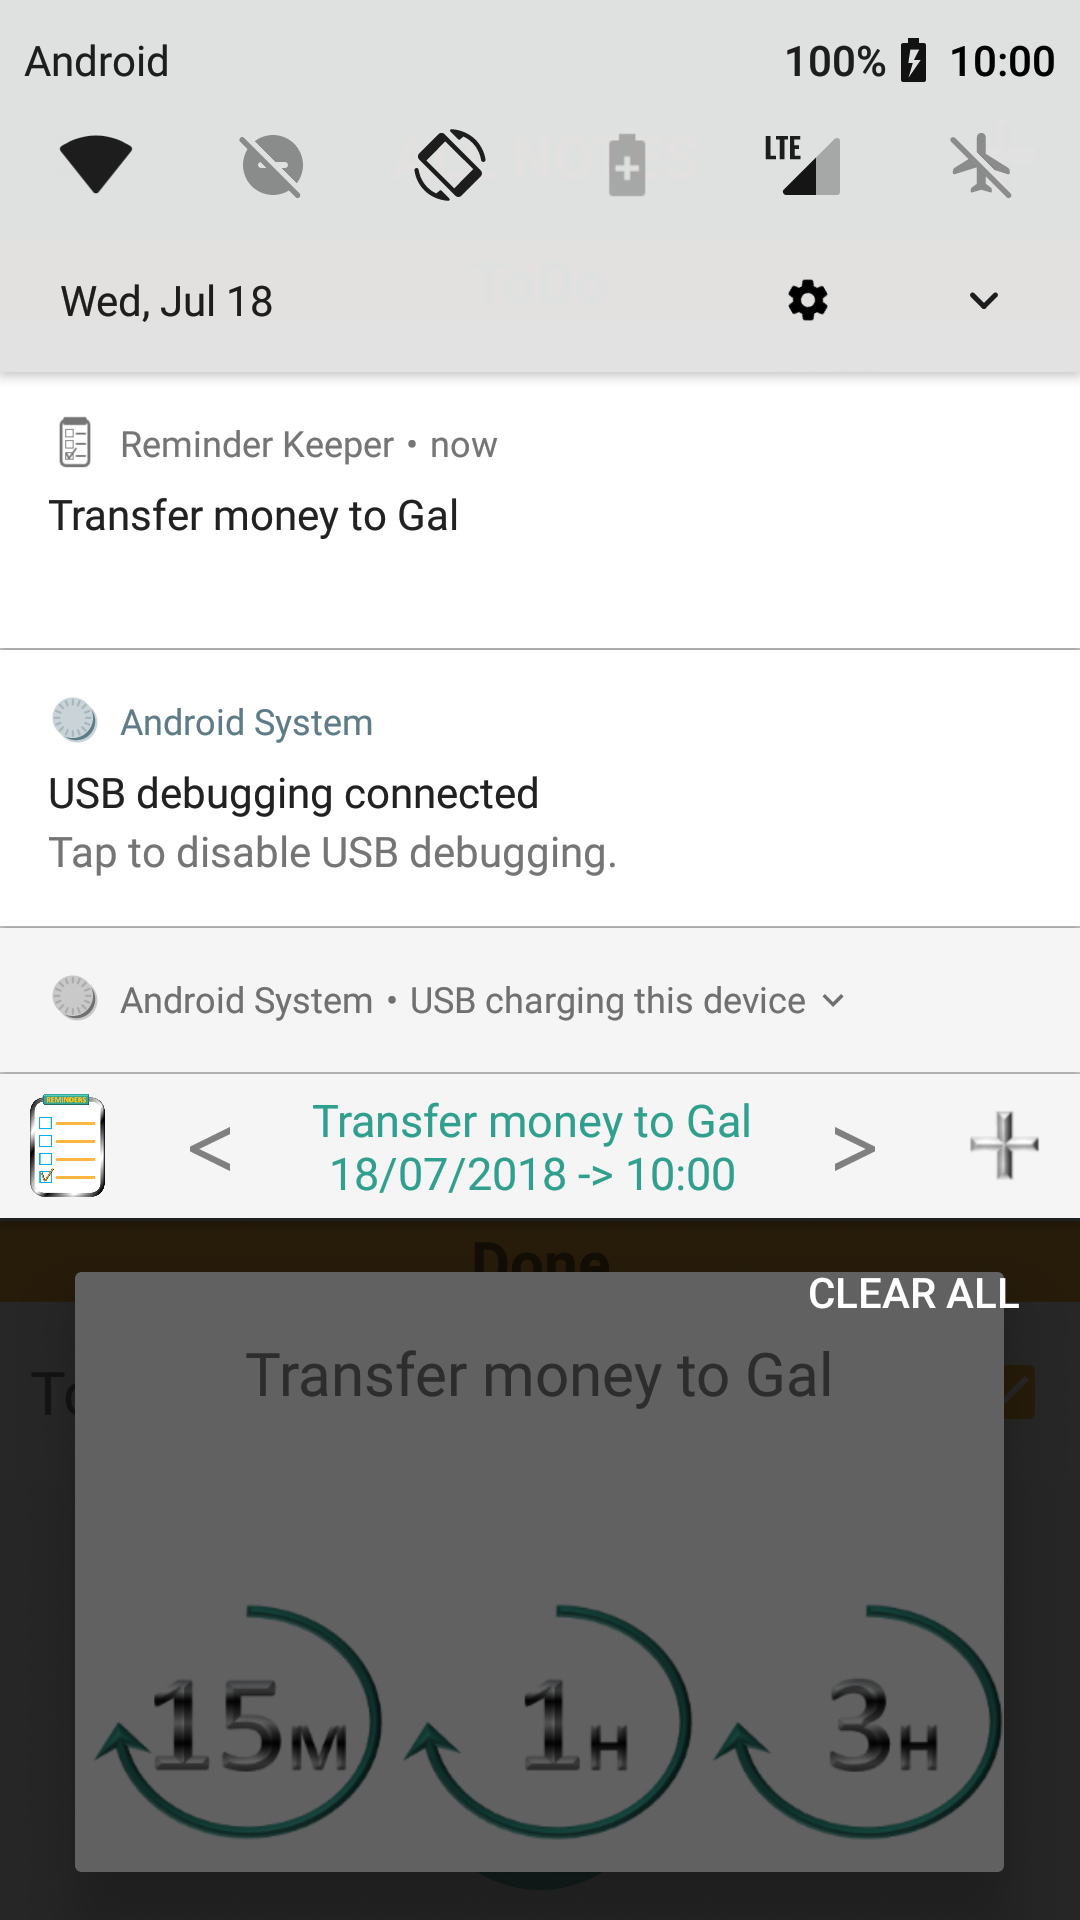 Android 100% 10:00
LTE
Wed, Jul 18
Reminder Keeper • now
Transfer money to Gal
Android System
USB debugging connected
Tap to disable USB debugging.
Android System • USB charging this device
REMINDERS
< Transfer money to Gal >
18/07/2018 -> 10:00
Done
CLEAR ALL
Transfer money to Gal
15M 1H 3H